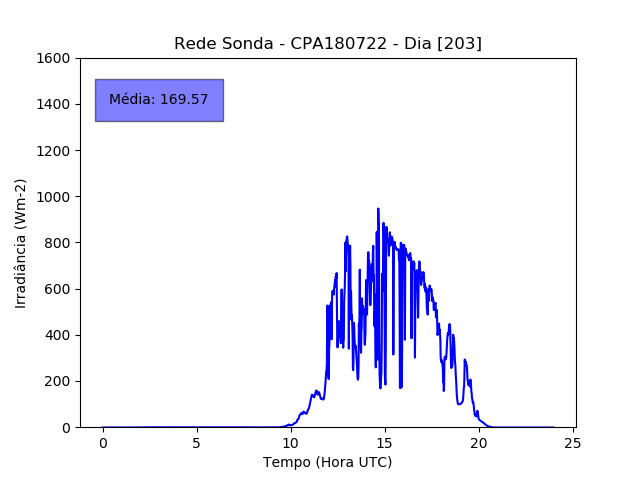 Rede Sonda - CPA180722 - Dia [203]
1600
1400
1200
1000
800
600
400
200
0
Média: 169.57
Irradiância (Wm-2)
0 5 10 15 20 25
Tempo (Hora UTC)